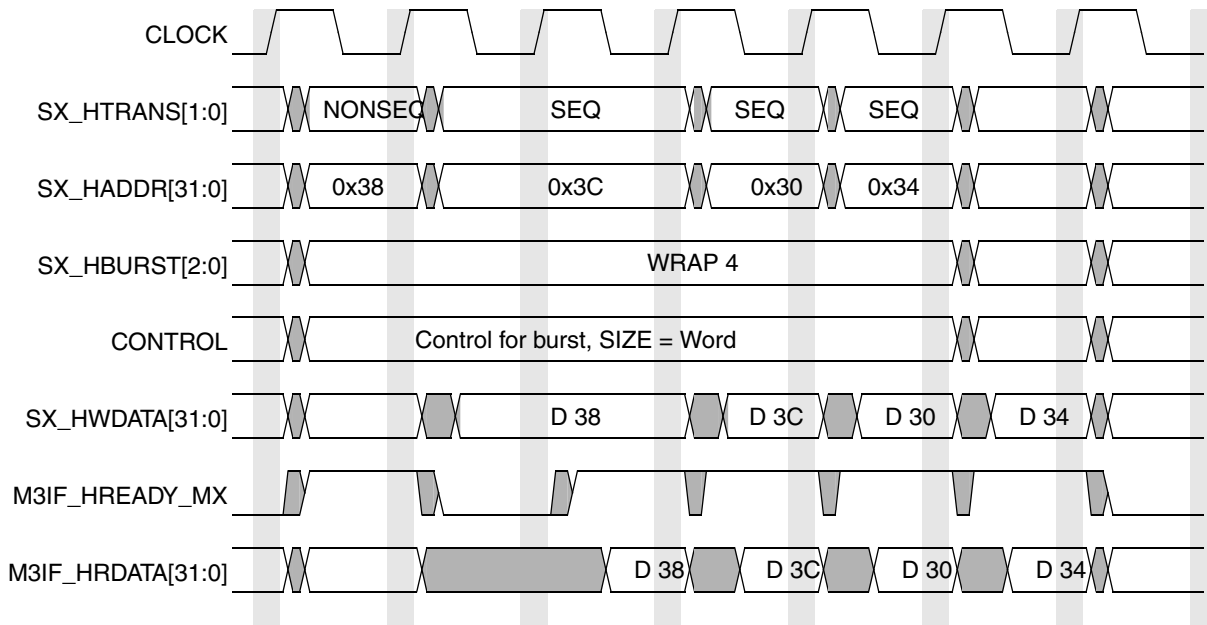 CLOCK
SX_HTRANS[1:0] NONSEQ SEQ SEQ SEQ
SX_HADDR[31:0] 0x38 0x3C 0x30 0x34
SX_HBURST[2:0] WRAP 4
CONTROL Control for burst, SIZE = Word
SX_HWDATA[31:0] D 38 D 3C D 30 D 34
M3IF_HREADY_MX
M3IF_HRDATA[31:0] D 38 D 3C D 30 D 34